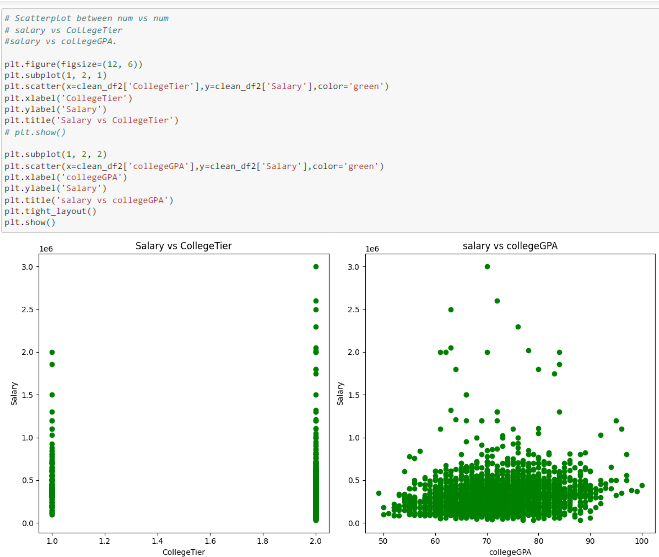 # Scatterplot between num vs num
# salary vs CollegeTier
#salary vs collegeGPA.
plt.figure(figsize=(12, 6))
plt.subplot(1, 2, 1)
plt.scatter(x=clean_df2['CollegeTier'],y=clean_df2['Salary'],color='green')
plt.xlabel('CollegeTier')
plt.ylabel('Salary')
plt.title('Salary vs CollegeTier')
# plt.show()
plt.subplot(1, 2, 2)
plt.scatter(x=clean_df2['collegeGPA'],y=clean_df2['Salary'],color='green')
plt.xlabel('collegeGPA')
plt.ylabel('Salary')
plt.title('salary vs collegeGPA')
plt.tight_layout()
plt.show()
Salary vs CollegeTier
1e6
3.0
2.5
2.0
1.5
1.0
0.5
0.0
Salary
1.0 1.2 1.4 1.6 1.8 2.0
CollegeTier
salary vs collegeGPA
1e6
3.0
2.5
2.0
1.5
1.0
0.5
0.0
Salary
50 60 70 80 90 100
collegeGPA